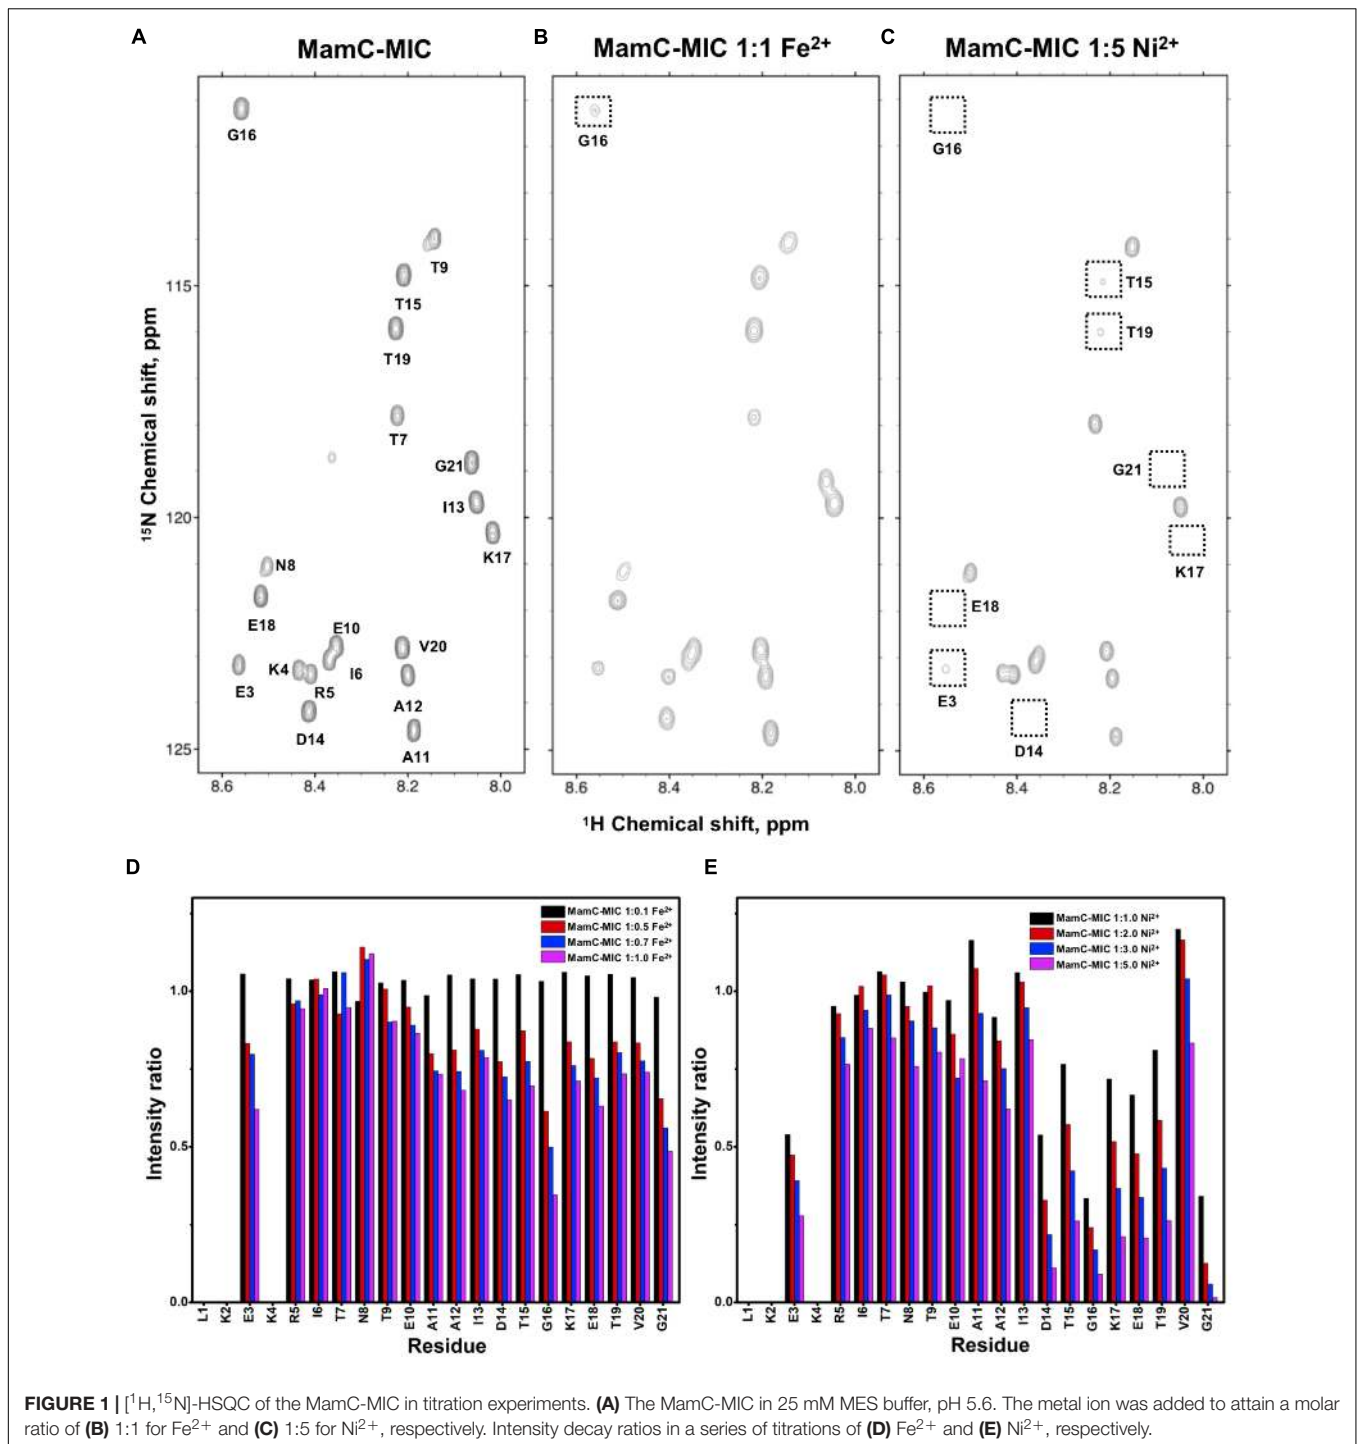 A MamC-MIC B MamC-MIC 1:1 Fe²⁺ C MamC-MIC 1:5 Ni²⁺
G16
T9
T15
T19
T7
G21
I13
K17
N8
E18
E10
V20
K4
I6
E3
R5
A12
D14
A11
115
120
125
¹⁵N Chemical shift, ppm
8.6 8.4 8.2 8.0
G16
8.6 8.4 8.2 8.0
G16
T15
T19
G21
K17
E18
E3
D14
8.6 8.4 8.2 8.0
¹H Chemical shift, ppm
D
MamC-MIC 1:0.1 Fe²⁺
MamC-MIC 1:0.5 Fe²⁺
MamC-MIC 1:0.7 Fe²⁺
MamC-MIC 1:1.0 Fe²⁺
1.0
0.5
0.0
Intensity ratio
L1 K2 E3 K4 R5 I6 T7 N8 T9 E10 A11 A12 I13 D14 T15 G16 K17 E18 T19 V20 G21
Residue
E
MamC-MIC 1:1.0 Ni²⁺
MamC-MIC 1:2.0 Ni²⁺
MamC-MIC 1:3.0 Ni²⁺
MamC-MIC 1:5.0 Ni²⁺
1.0
0.5
0.0
Intensity ratio
L1 K2 E3 K4 R5 I6 T7 N8 T9 E10 A11 A12 I13 D14 T15 G16 K17 E18 T19 V20 G21
Residue
FIGURE 1 | [¹H,¹⁵N]-HSQC of the MamC-MIC in titration experiments. (A) The MamC-MIC in 25 mM MES buffer, pH 5.6. The metal ion was added to attain a molar
ratio of (B) 1:1 for Fe²⁺ and (C) 1:5 for Ni²⁺, respectively. Intensity decay ratios in a series of titrations of (D) Fe²⁺ and (E) Ni²⁺, respectively.